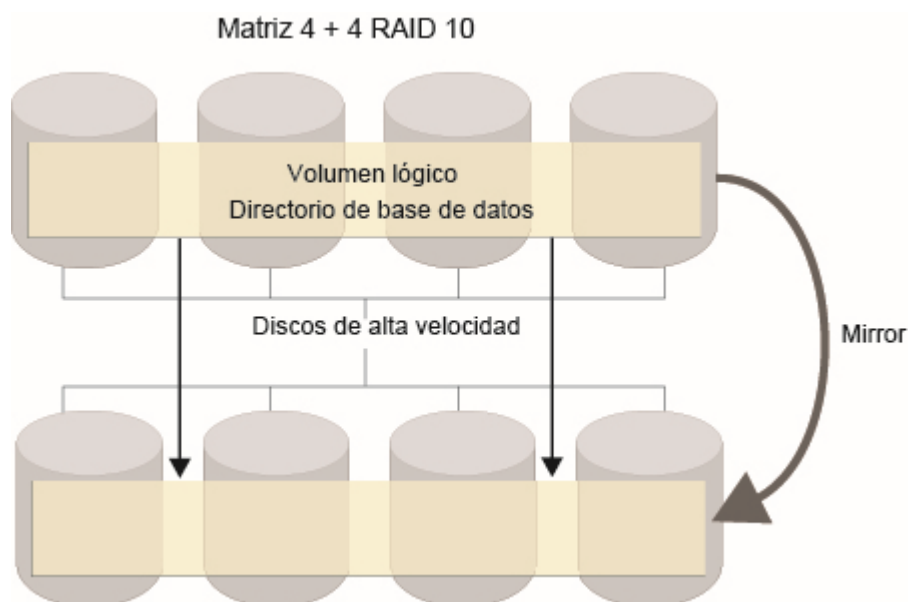 Matriz 4 + 4 RAID 10
Volumen lógico
Directorio de base de datos
Discos de alta velocidad
Mirror